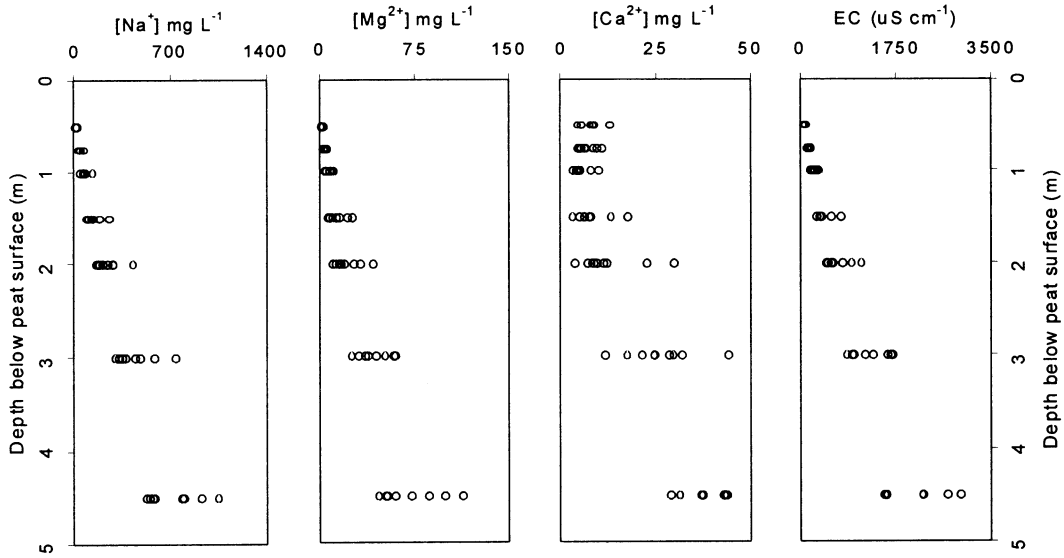 [Na⁺] mg L⁻¹ [Mg²⁺] mg L⁻¹ [Ca²⁺] mg L⁻¹ EC (uS cm⁻¹)
0 700 1400 0 75 150 0 25 50 0 1750 3500
0 0
1 1
2 2
3 3
4 4
5 5
Depth below peat surface (m)
Depth below peat surface (m)